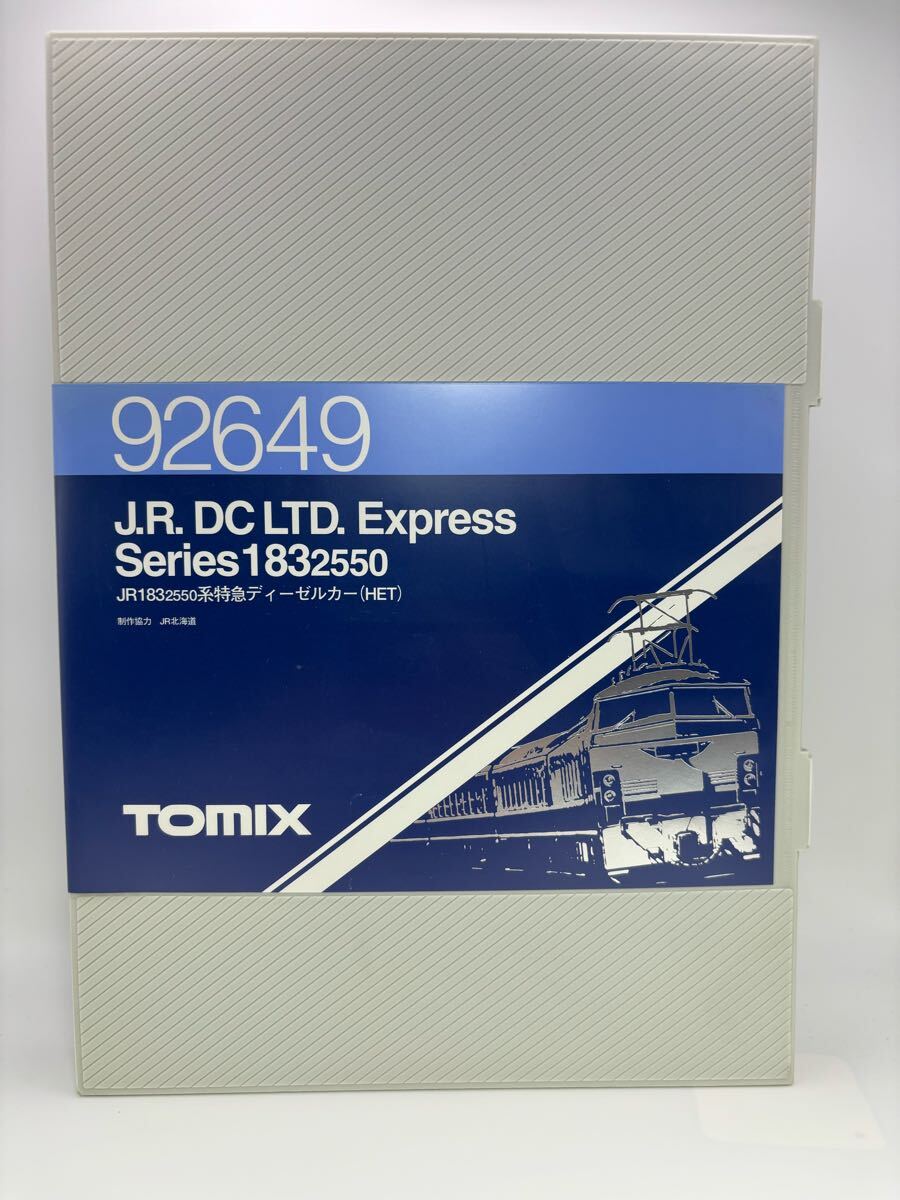 92649
J.R. DC LTD. Express
Series1832550
JR1832550系特急ディーゼルカー(HET)
制作協力 JR北海道
TOMIX